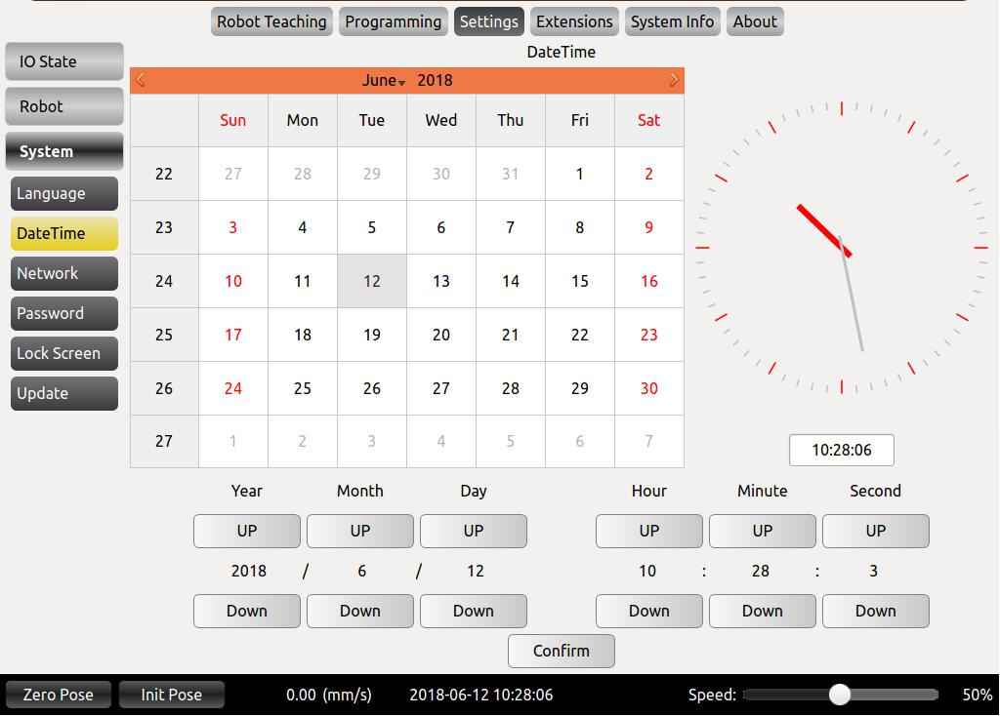 Robot Teaching Programming Settings Extensions System Info About
IO State
Robot
System
Language
DateTime
Network
Password
Lock Screen
Update
DateTime
June 2018
Sun Mon Tue Wed Thu Fri Sat
22 27 28 29 30 31 1 2
23 3 4 5 6 7 8 9
24 10 11 12 13 14 15 16
25 17 18 19 20 21 22 23
26 24 25 26 27 28 29 30
27 1 2 3 4 5 6 7
10:28:06
Year Month Day Hour Minute Second
UP UP UP UP UP UP
2018 / 6 / 12 10 : 28 : 3
Down Down Down Down Down Down
Confirm
Zero Pose Init Pose 0.00 (mm/s) 2018-06-12 10:28:06 Speed: 50%